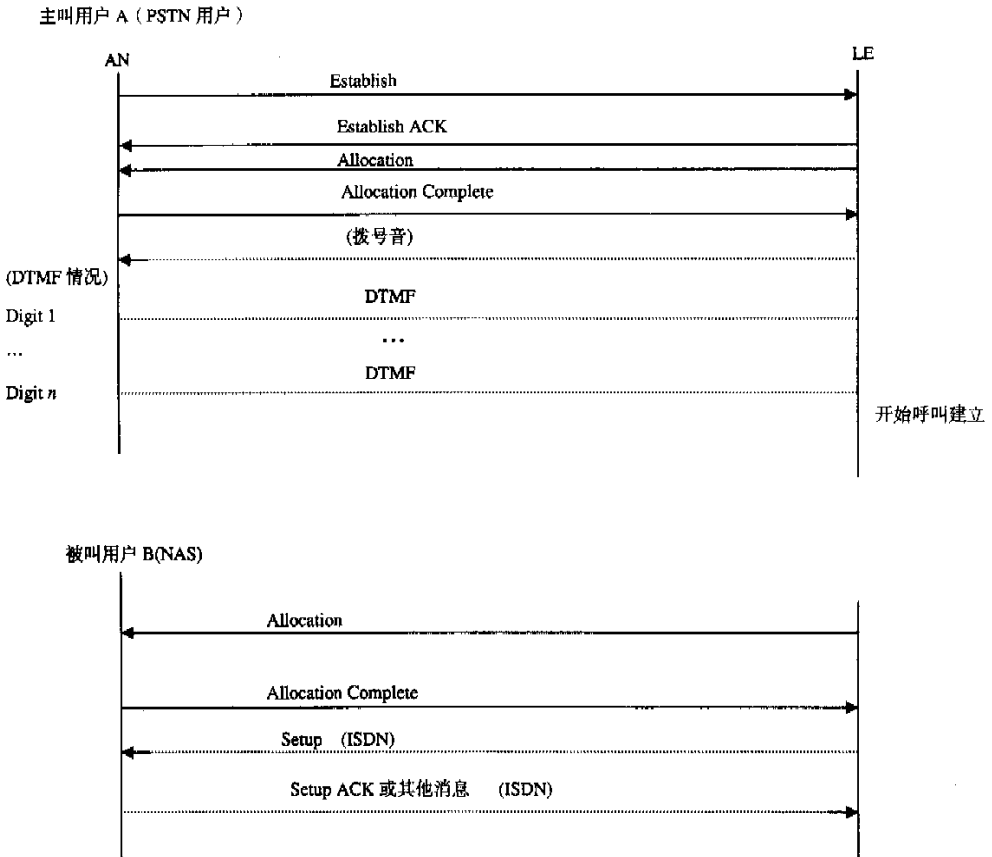 主叫用户 A（PSTN 用户）
AN
LE
Establish
Establish ACK
Allocation
Allocation Complete
(拨号音)
(DTMF 情况)
DTMF
Digit 1
…
…
DTMF
Digit n
开始呼叫建立
被叫用户 B(NAS)
Allocation
Allocation Complete
Setup (ISDN)
Setup ACK 或其他消息 (ISDN)